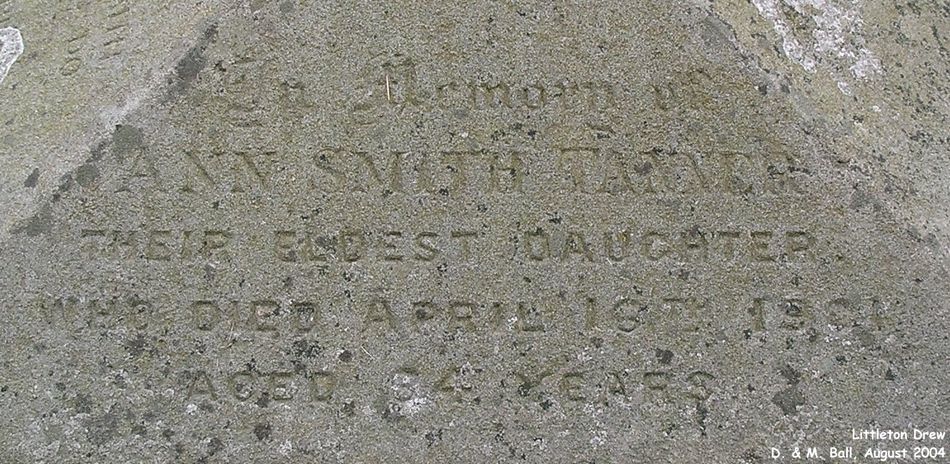 In Memory of
ANN SMITH TANNER
THEIR ELDEST DAUGHTER.
WHO DIED APRIL
AGED YEARS
Littleton Drew
D. & M. Ball, August 2004